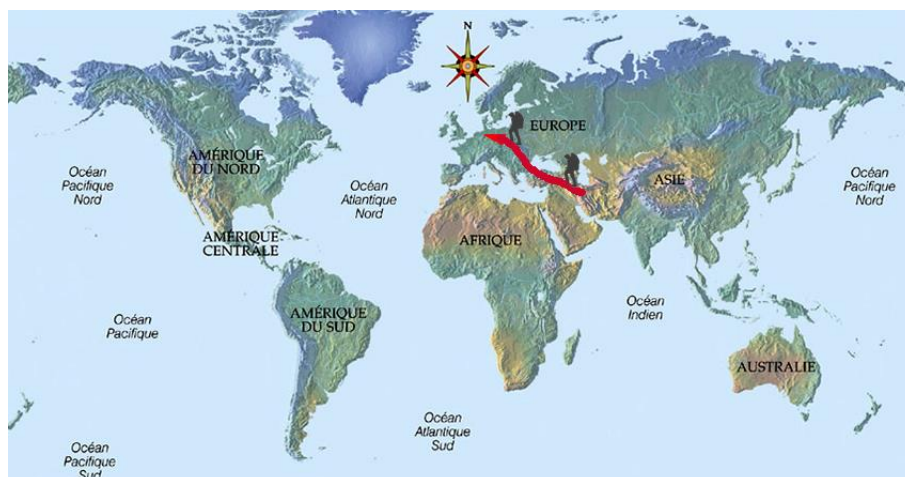 N
EUROPE
AMÉRIQUE
DU NORD
ASIE
Océan
Pacifique
Nord
Océan
Atlantique
Nord
Océan
Pacifique
Nord
AMÉRIQUE
CENTRALE
AFRIQUE
Océan
Pacifique
AMÉRIQUE
DU SUD
Océan
Indien
AUSTRALIE
Océan
Atlantique
Sud
Océan
Pacifique
Sud